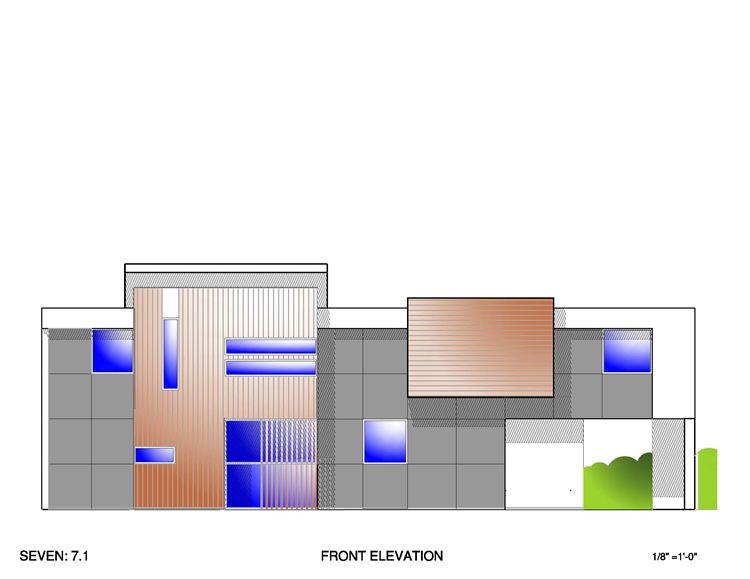 SEVEN: 7.1
FRONT ELEVATION
1/8" =1'-0"